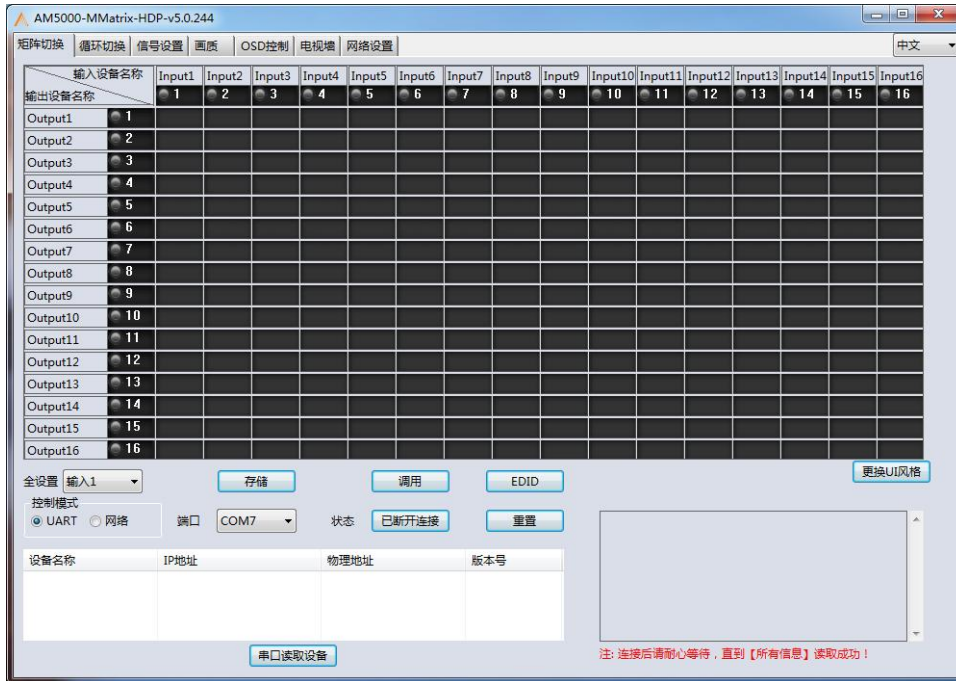 AM5000-MMatrix-HDP-v5.0.244
矩阵切换 循环切换 信号设置 画质 OSD控制 电视墙 网络设置 中文
输入设备名称 Input1 Input2 Input3 Input4 Input5 Input6 Input7 Input8 Input9 Input10 Input11 Input12 Input13 Input14 Input15 Input16
输出设备名称 1 2 3 4 5 6 7 8 9 10 11 12 13 14 15 16
Output1 1
Output2 2
Output3 3
Output4 4
Output5 5
Output6 6
Output7 7
Output8 8
Output9 9
Output10 10
Output11 11
Output12 12
Output13 13
Output14 14
Output15 15
Output16 16
更换UI风格
全设置 输入1 存储 调用 EDID
控制模式
UART 网络 端口 COM7 状态 已断开连接 重置
设备名称 IP地址 物理地址 版本号
串口读取设备
注: 连接后请耐心等待，直到【所有信息】读取成功！